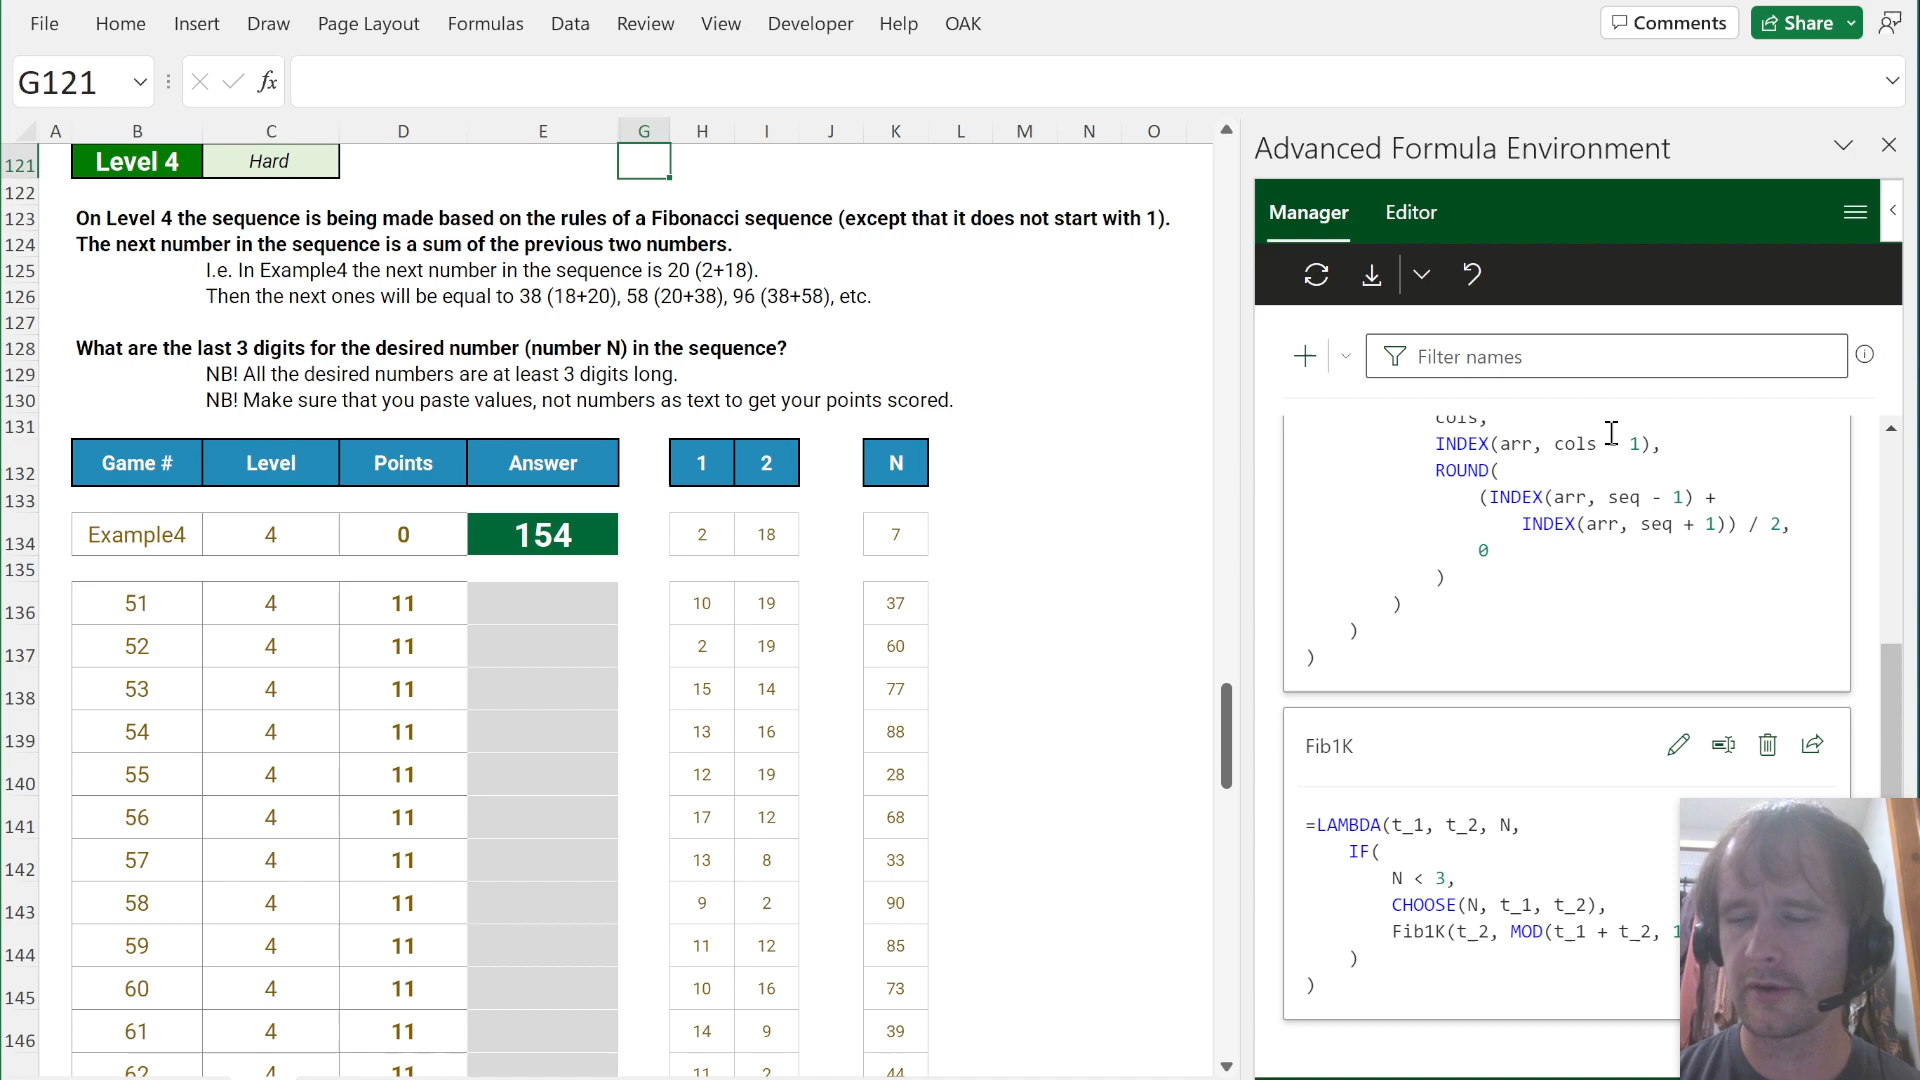 File Home Insert Draw Page Layout Formulas Data Review View Developer Help OAK Comments Share
G121 fx
A B C D E G H I J K L M N O
121 Level 4 Hard
122
123 On Level 4 the sequence is being made based on the rules of a Fibonacci sequence (except that it does not start with 1).
124 The next number in the sequence is a sum of the previous two numbers.
125 I.e. In Example4 the next number in the sequence is 20 (2+18).
126 Then the next ones will be equal to 38 (18+20), 58 (20+38), 96 (38+58), etc.
127
128 What are the last 3 digits for the desired number (number N) in the sequence?
129 NB! All the desired numbers are at least 3 digits long.
130 NB! Make sure that you paste values, not numbers as text to get your points scored.
131
132 Game # Level Points Answer 1 2 N
133
134 Example4 4 0 154 2 18 7
135
136 51 4 11 10 19 37
137 52 4 11 2 19 60
138 53 4 11 15 14 77
139 54 4 11 13 16 88
140 55 4 11 12 19 28
141 56 4 11 17 12 68
142 57 4 11 13 8 33
143 58 4 11 9 2 90
144 59 4 11 11 12 85
145 60 4 11 10 16 73
146 61 4 11 14 9 39
62 4 11 11 2 44
Advanced Formula Environment
Manager Editor
Filter names
cols,
INDEX(arr, cols - 1),
ROUND(
(INDEX(arr, seq - 1) +
INDEX(arr, seq + 1)) / 2,
0
)
)
)
)
Fib1K
=LAMBDA(t_1, t_2, N,
IF(
N < 3,
CHOOSE(N, t_1, t_2),
Fib1K(t_2, MOD(t_1 + t_2, 1
)
)